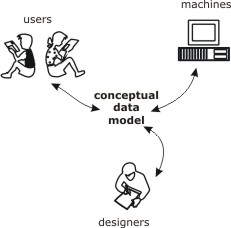 machines
users
conceptual
data
model
designers